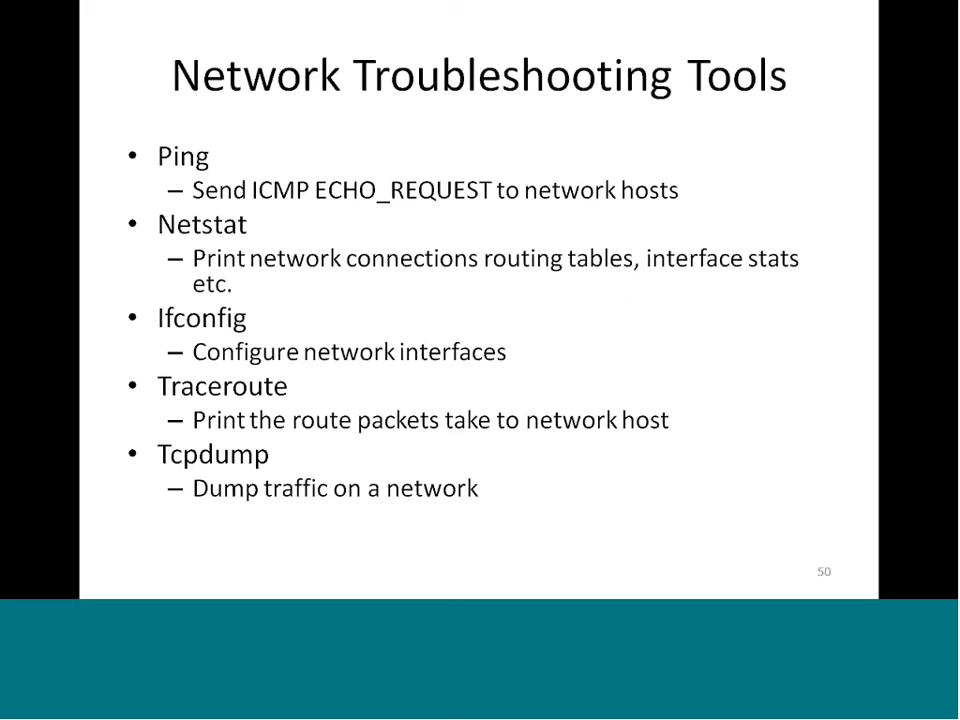 Network Troubleshooting Tools
• Ping
– Send ICMP ECHO_REQUEST to network hosts
• Netstat
– Print network connections routing tables, interface stats
etc.
• Ifconfig
– Configure network interfaces
• Traceroute
– Print the route packets take to network host
• Tcpdump
– Dump traffic on a network
50